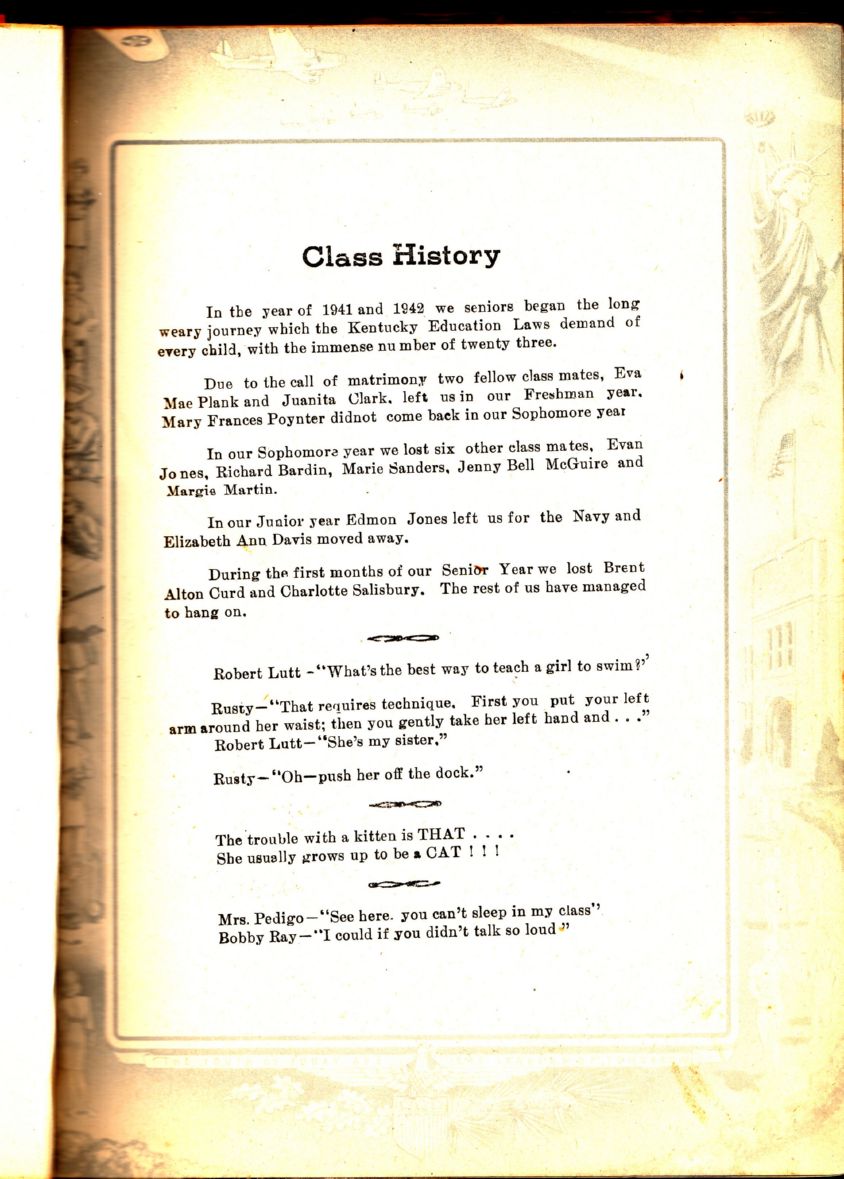 Class History
In the year of 1941 and 1942 we seniors began the long
weary journey which the Kentucky Education Laws demand of
every child, with the immense nu mber of twenty three.
Due to the call of matrimony two fellow class mates, Eva
Mae Plank and Juanita Clark. left us in our Freshman year.
Mary Frances Poynter didnot come back in our Sophomore year
In our Sophomore year we lost six other class mates, Evan
Jo nes, Richard Bardin, Marie Sanders, Jenny Bell McGuire and
Margie Martin.
In our Junior year Edmon Jones left us for the Navy and
Elizabeth Ann Davis moved away.
During the first months of our Senior Year we lost Brent
Alton Curd and Charlotte Salisbury. The rest of us have managed
to hang on.
Robert Lutt -“What's the best way to teach a girl to swim?”
Rusty—“That requires technique. First you put your left
arm around her waist; then you gently take her left hand and . . .”
Robert Lutt—“She's my sister.”
Rusty—“Oh—push her off the dock.”
The trouble with a kitten is THAT . . . .
She usually grows up to be a CAT ! ! !
Mrs. Pedigo—“See here. you can't sleep in my class”
Bobby Ray—“I could if you didn't talk so loud ”